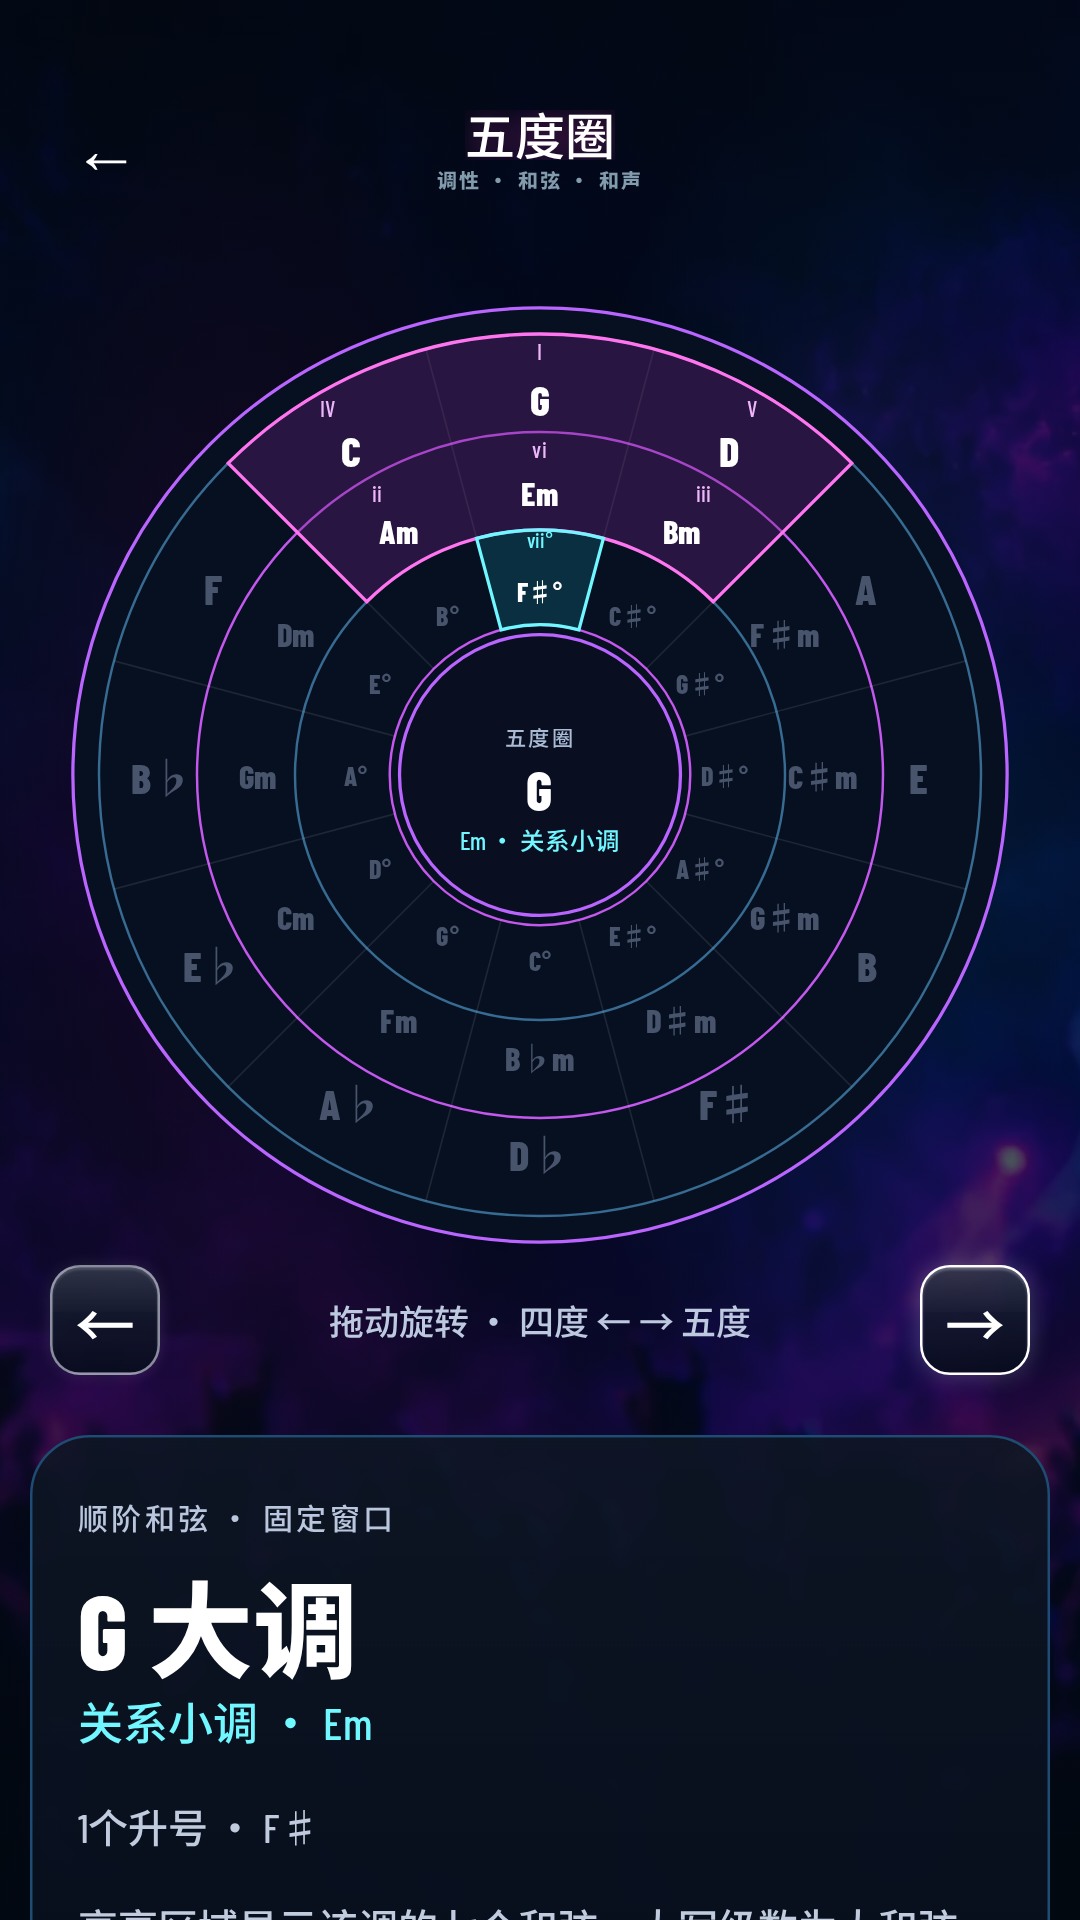 ←
五度圈
调性 • 和弦 • 和声
I
G
IV
C
V
D
vi
Em
ii
Am
iii
Bm
vii°
F♯°
F
A
Dm
B°
C♯°
F♯m
E°
G♯°
B♭
Gm
A°
D♯°
C♯m
E
五度圈
G
Em • 关系小调
D°
A♯°
Cm
G♯m
E♭
G°
E♯°
B
C°
Fm
D♯m
B♭m
A♭
F♯
D♭
←
拖动旋转 • 四度 ← → 五度
→
顺阶和弦 • 固定窗口
G 大调
关系小调 • Em
1个升号 • F♯